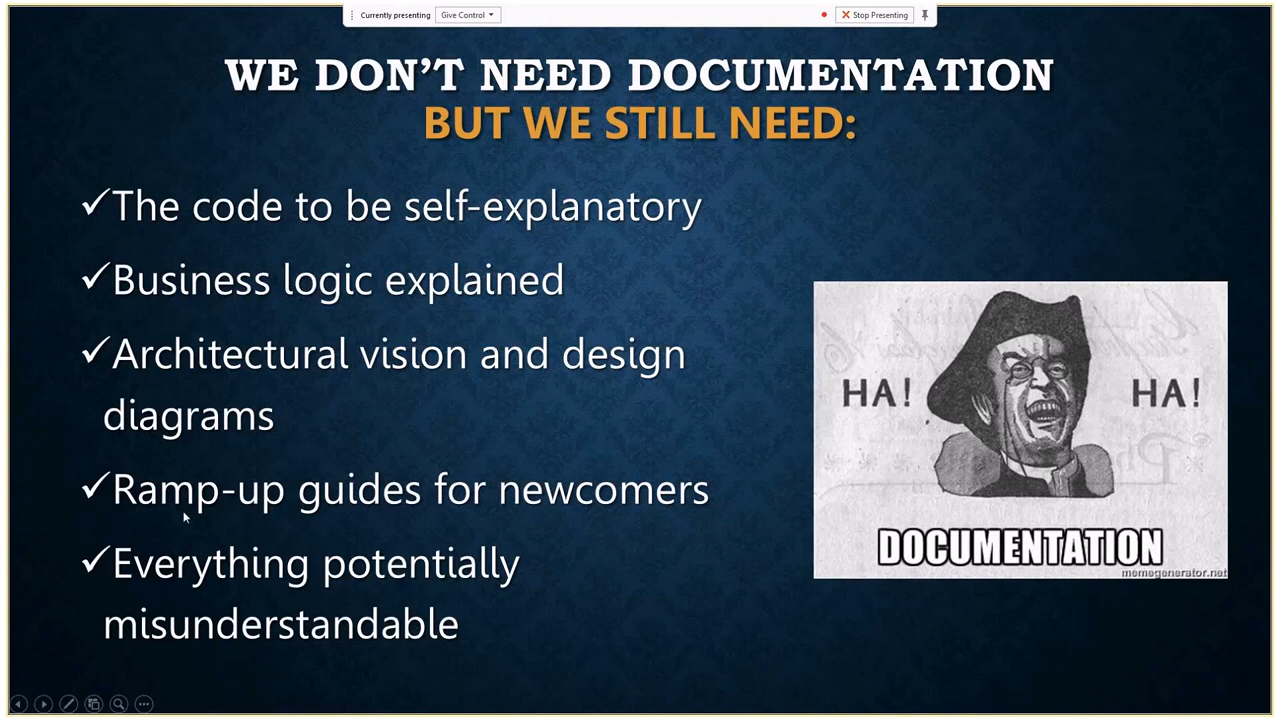 Currently presenting Give Control Stop Presenting
WE DON'T NEED DOCUMENTATION
BUT WE STILL NEED:
✓The code to be self-explanatory
✓Business logic explained
✓Architectural vision and design
diagrams
✓Ramp-up guides for newcomers
✓Everything potentially
misunderstandable
HA! HA!
DOCUMENTATION
memegenerator.net